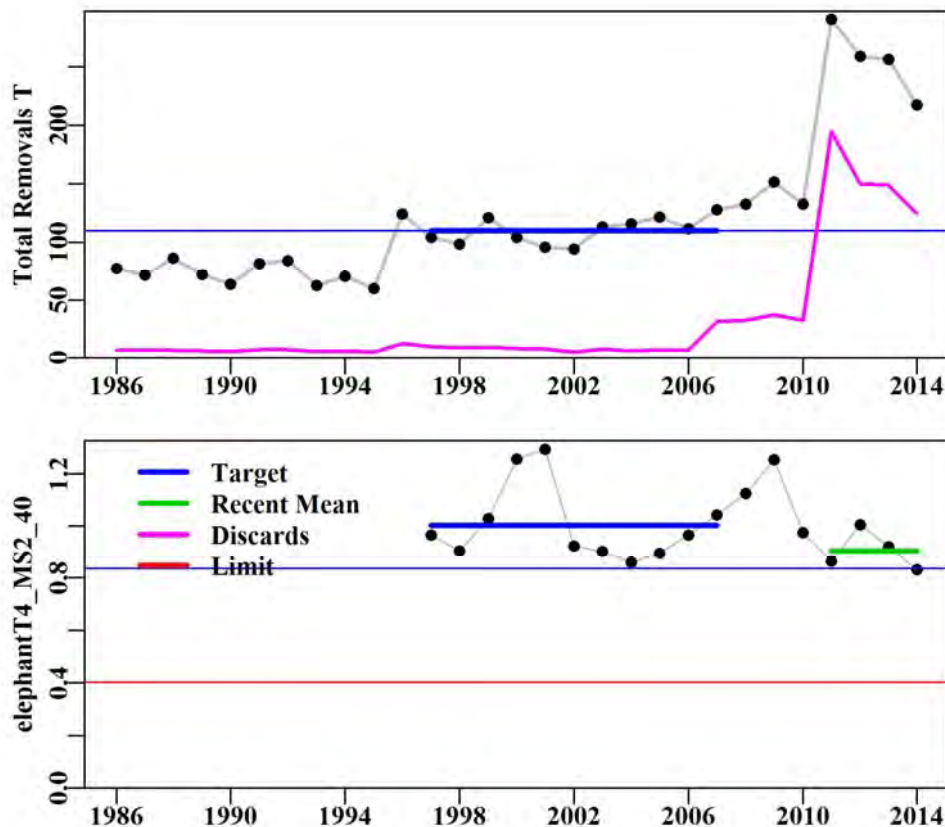 Total Removals T
200
100
50
0
1986 1990 1994 1998 2002 2006 2010 2014
elephantT4_MS2_40
1.2
0.8
0.4
0.0
Target
Recent Mean
Discards
Limit
1986 1990 1994 1998 2002 2006 2010 2014